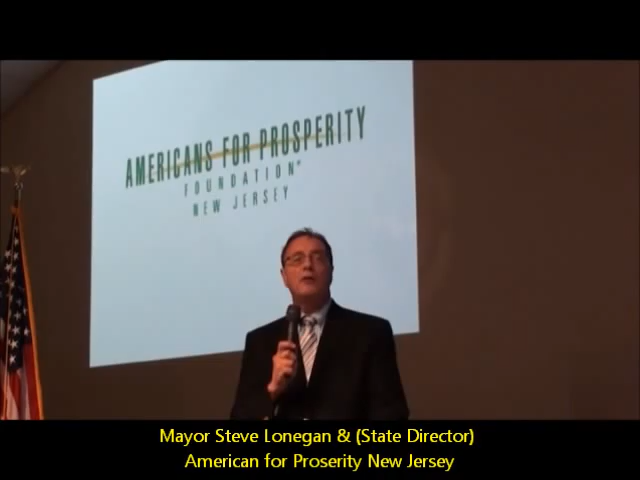 AMERICANS FOR PROSPERITY
FOUNDATION®
NEW JERSEY
Mayor Steve Lonegan & (State Director)
American for Proserity New Jersey